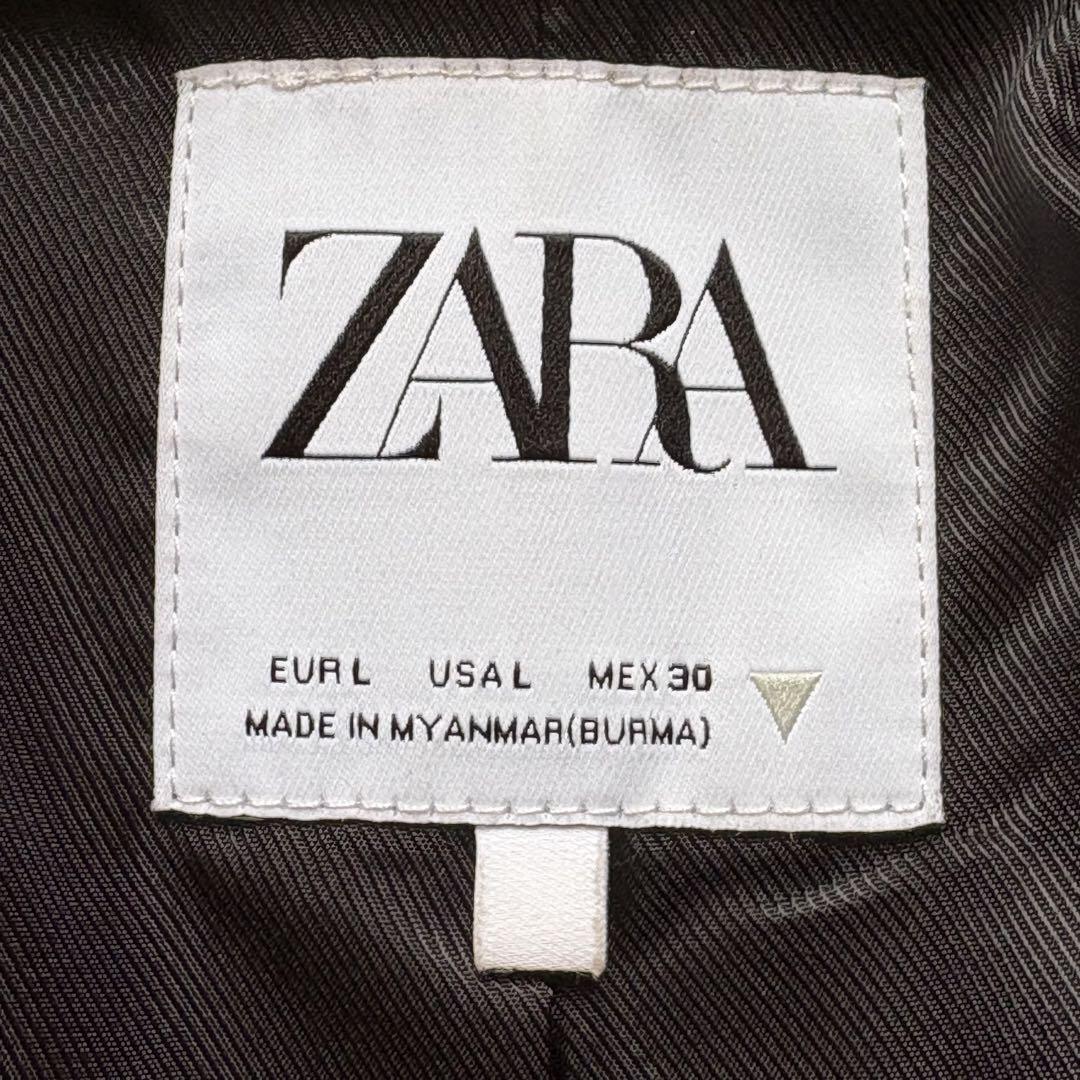 ZARA
EUR L USA L MEX 30
MADE IN MYANMAR(BURMA)